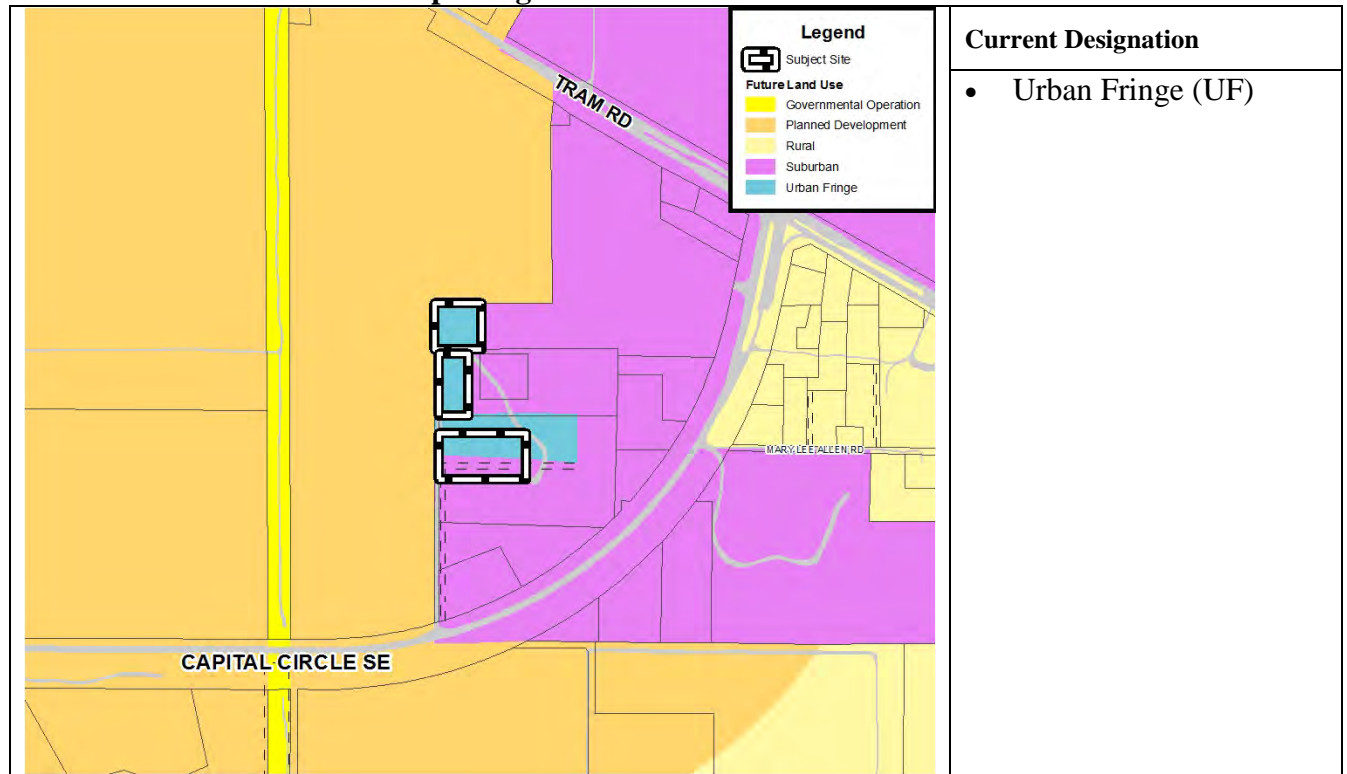 Legend
Subject Site
Future Land Use
Governmental Operation
Planned Development
Rural
Suburban
Urban Fringe
TRAM RD
MARY LEE ALLEN RD
CAPITAL CIRCLE SE
Current Designation
• Urban Fringe (UF)